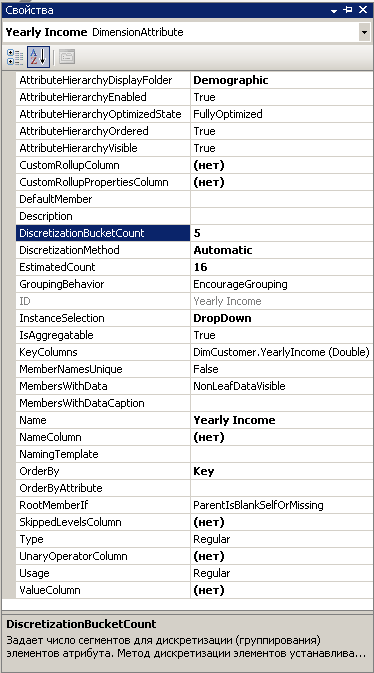 Свойства
Yearly Income DimensionAttribute
AttributeHierarchyDisplayFolder Demographic
AttributeHierarchyEnabled True
AttributeHierarchyOptimizedState FullyOptimized
AttributeHierarchyOrdered True
AttributeHierarchyVisible True
CustomRollupColumn (нет)
CustomRollupPropertiesColumn (нет)
DefaultMember
Description
DiscretizationBucketCount 5
DiscretizationMethod Automatic
EstimatedCount 16
GroupingBehavior EncourageGrouping
ID Yearly Income
InstanceSelection DropDown
IsAggregatable True
KeyColumns DimCustomer.YearlyIncome (Double)
MemberNamesUnique False
MembersWithData NonLeafDataVisible
MembersWithDataCaption
Name Yearly Income
NameColumn (нет)
NamingTemplate
OrderBy Key
OrderByAttribute
RootMemberIf ParentIsBlankSelfOrMissing
SkippedLevelsColumn (нет)
Type Regular
UnaryOperatorColumn (нет)
Usage Regular
ValueColumn (нет)
DiscretizationBucketCount
Задает число сегментов для дискретизации (группирования)
элементов атрибута. Метод дискретизации элементов устанавлива...